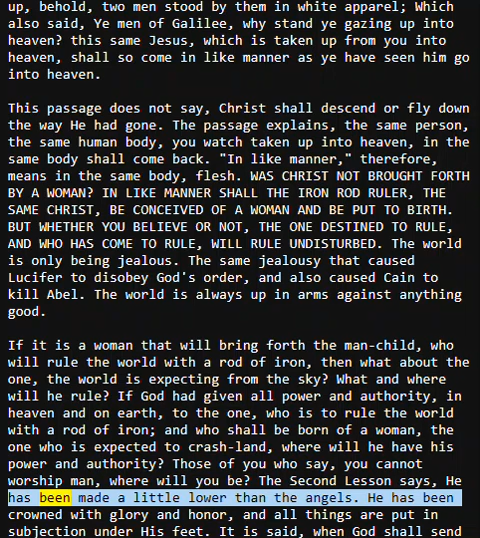 up, behold, two men stood by them in white apparel; Which
also said, Ye men of Galilee, why stand ye gazing up into
heaven? this same Jesus, which is taken up from you into
heaven, shall so come in like manner as ye have seen him go
into heaven.

This passage does not say, Christ shall descend or fly down
the way He had gone. The passage explains, the same person,
the same human body, you watch taken up into heaven, in the
same body shall come back. "In like manner," therefore,
means in the same body, flesh. WAS CHRIST NOT BROUGHT FORTH
BY A WOMAN? IN LIKE MANNER SHALL THE IRON ROD RULER, THE
SAME CHRIST, BE CONCEIVED OF A WOMAN AND BE PUT TO BIRTH.
BUT WHETHER YOU BELIEVE OR NOT, THE ONE DESTINED TO RULE,
AND WHO HAS COME TO RULE, WILL RULE UNDISTURBED. The world
is only being jealous. The same jealousy that caused
Lucifer to disobey God's order, and also caused Cain to
kill Abel. The world is always up in arms against anything
good.

If it is a woman that will bring forth the man-child, who
will rule the world with a rod of iron, then what about the
one, the world is expecting from the sky? What and where
will he rule? If God had given all power and authority, in
heaven and on earth, to the one, who is to rule the world
with a rod of iron; and who shall be born of a woman, the
one who is expected to crash-land, where will he have his
power and authority? Those of you who say, you cannot
worship man, where will you be? The Second Lesson says, He
has been made a little lower than the angels. He has been
crowned with glory and honor, and all things are put in
subjection under His feet. It is said, when God shall send